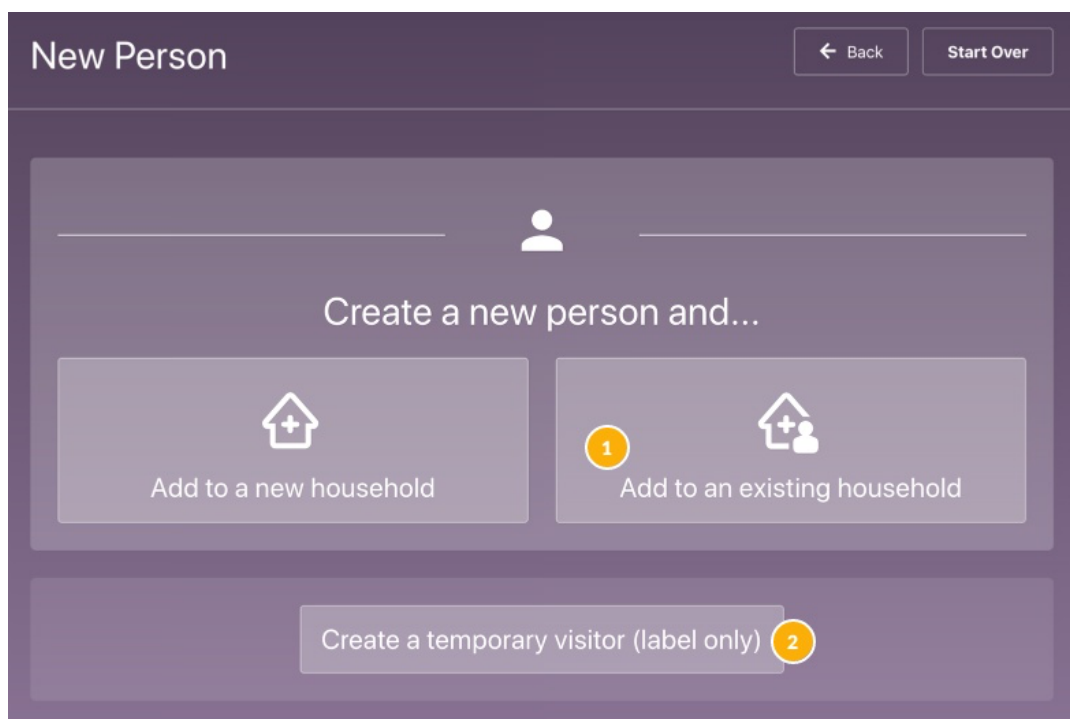 New Person
Back
Start Over
Create a new person and...
Add to a new household
1
Add to an existing household
Create a temporary visitor (label only)
2